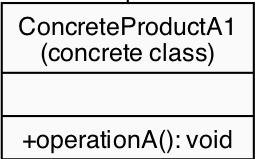 ConcreteProductA1
(concrete class)
+operationA(): void